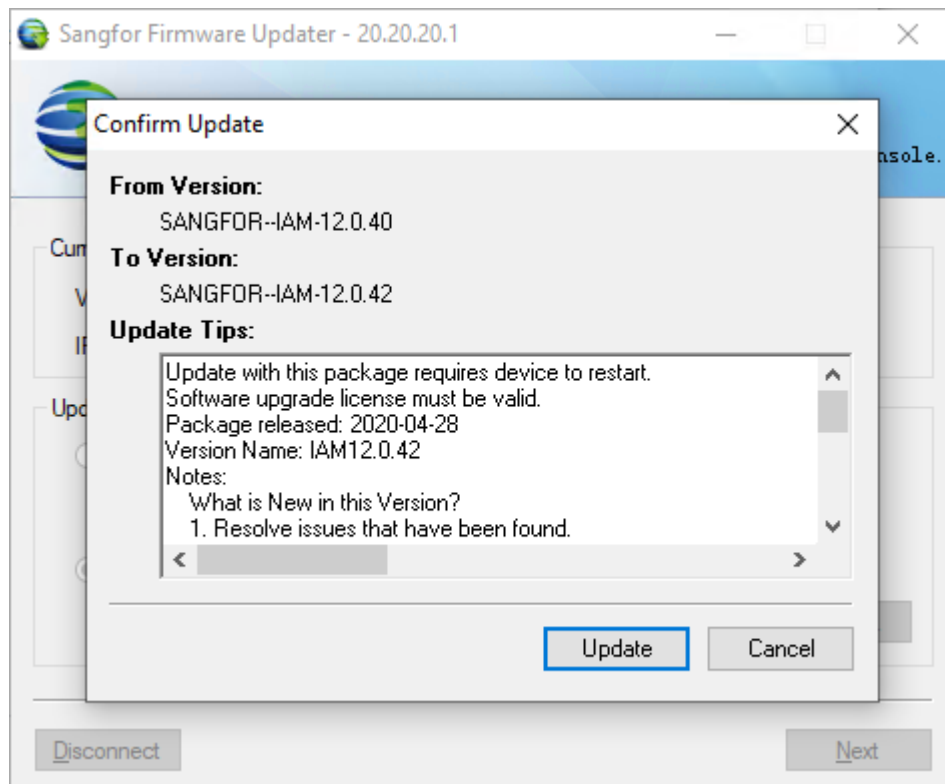 Sangfor Firmware Updater - 20.20.20.1
Confirm Update
From Version:
SANGFOR--IAM-12.0.40
To Version:
SANGFOR--IAM-12.0.42
Update Tips:
Update with this package requires device to restart.
Software upgrade license must be valid.
Package released: 2020-04-28
Version Name: IAM12.0.42
Notes:
What is New in this Version?
1. Resolve issues that have been found.
Update
Cancel
Disconnect
Next